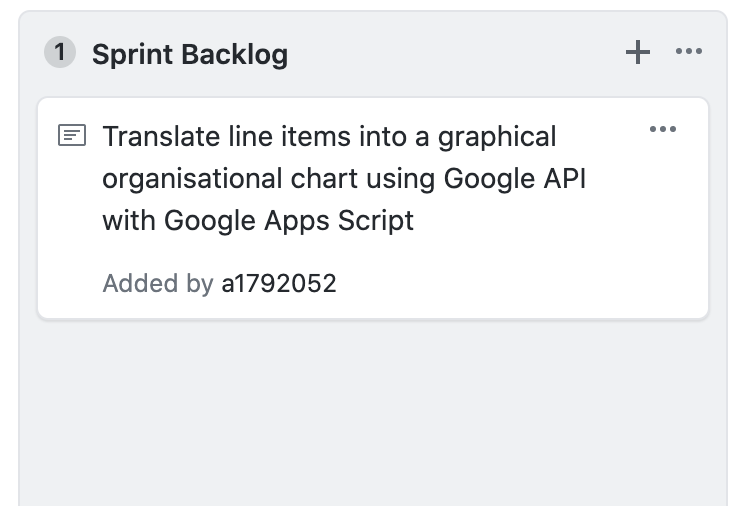 1 Sprint Backlog
Translate line items into a graphical
organisational chart using Google API
with Google Apps Script
Added by a1792052